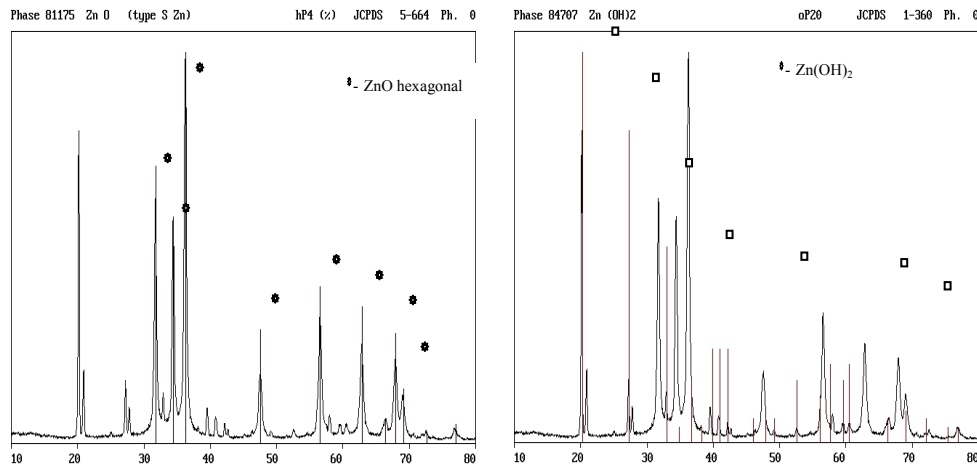 Phase 81175 Zn O (type S Zn) hP4 (%) JCPDS 5-664 Ph. 0
- ZnO hexagonal
10 20 30 40 50 60 70 80
Phase 84707 Zn (OH)2 oP20 JCPDS 1-360 Ph. 0
- Zn(OH)2
10 20 30 40 50 60 70 80